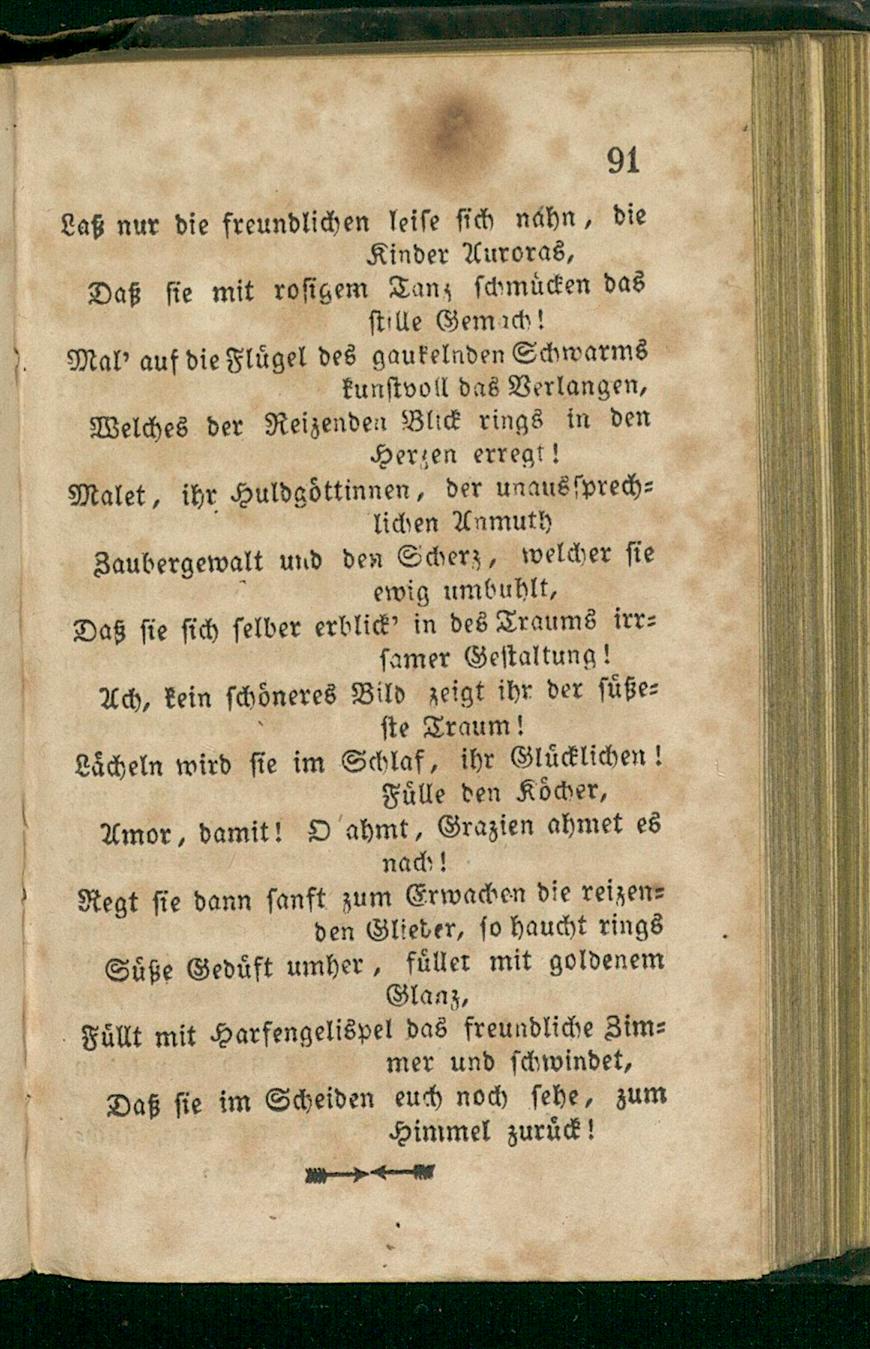 91
Laß nur die freundlichen leise sich nahn, die
Kinder Auroras,
Daß sie mit rosigem Tanz schmücken das
stille Gemach!
Mal' auf die Flügel des gaukelnden Schwarms
kunstvoll das Verlangen,
Welches der Reizenden Blick rings in den
Herzen erregt!
Malet, ihr Huldgöttinnen, der unaussprech-
lichen Anmuth
Zaubergewalt und den Scherz, welcher sie
ewig umbuhlt,
Daß sie sich selber erblick' in des Traums irr-
samer Gestaltung!
Ach, kein schöneres Bild zeigt ihr der süße-
ste Traum!
Lächeln wird sie im Schlaf, ihr Glücklichen!
Fülle den Köcher,
Amor, damit! O ahmt, Grazien ahmet es
nach!
Regt sie dann sanft zum Erwachen die reizen-
den Glieder, so haucht rings
Süße Gedüft umher, füllet mit goldenem
Glanz,
Füllt mit Harfengelispel das freundliche Zim-
mer und schwindet,
Daß sie im Scheiden euch noch sehe, zum
Himmel zurück!